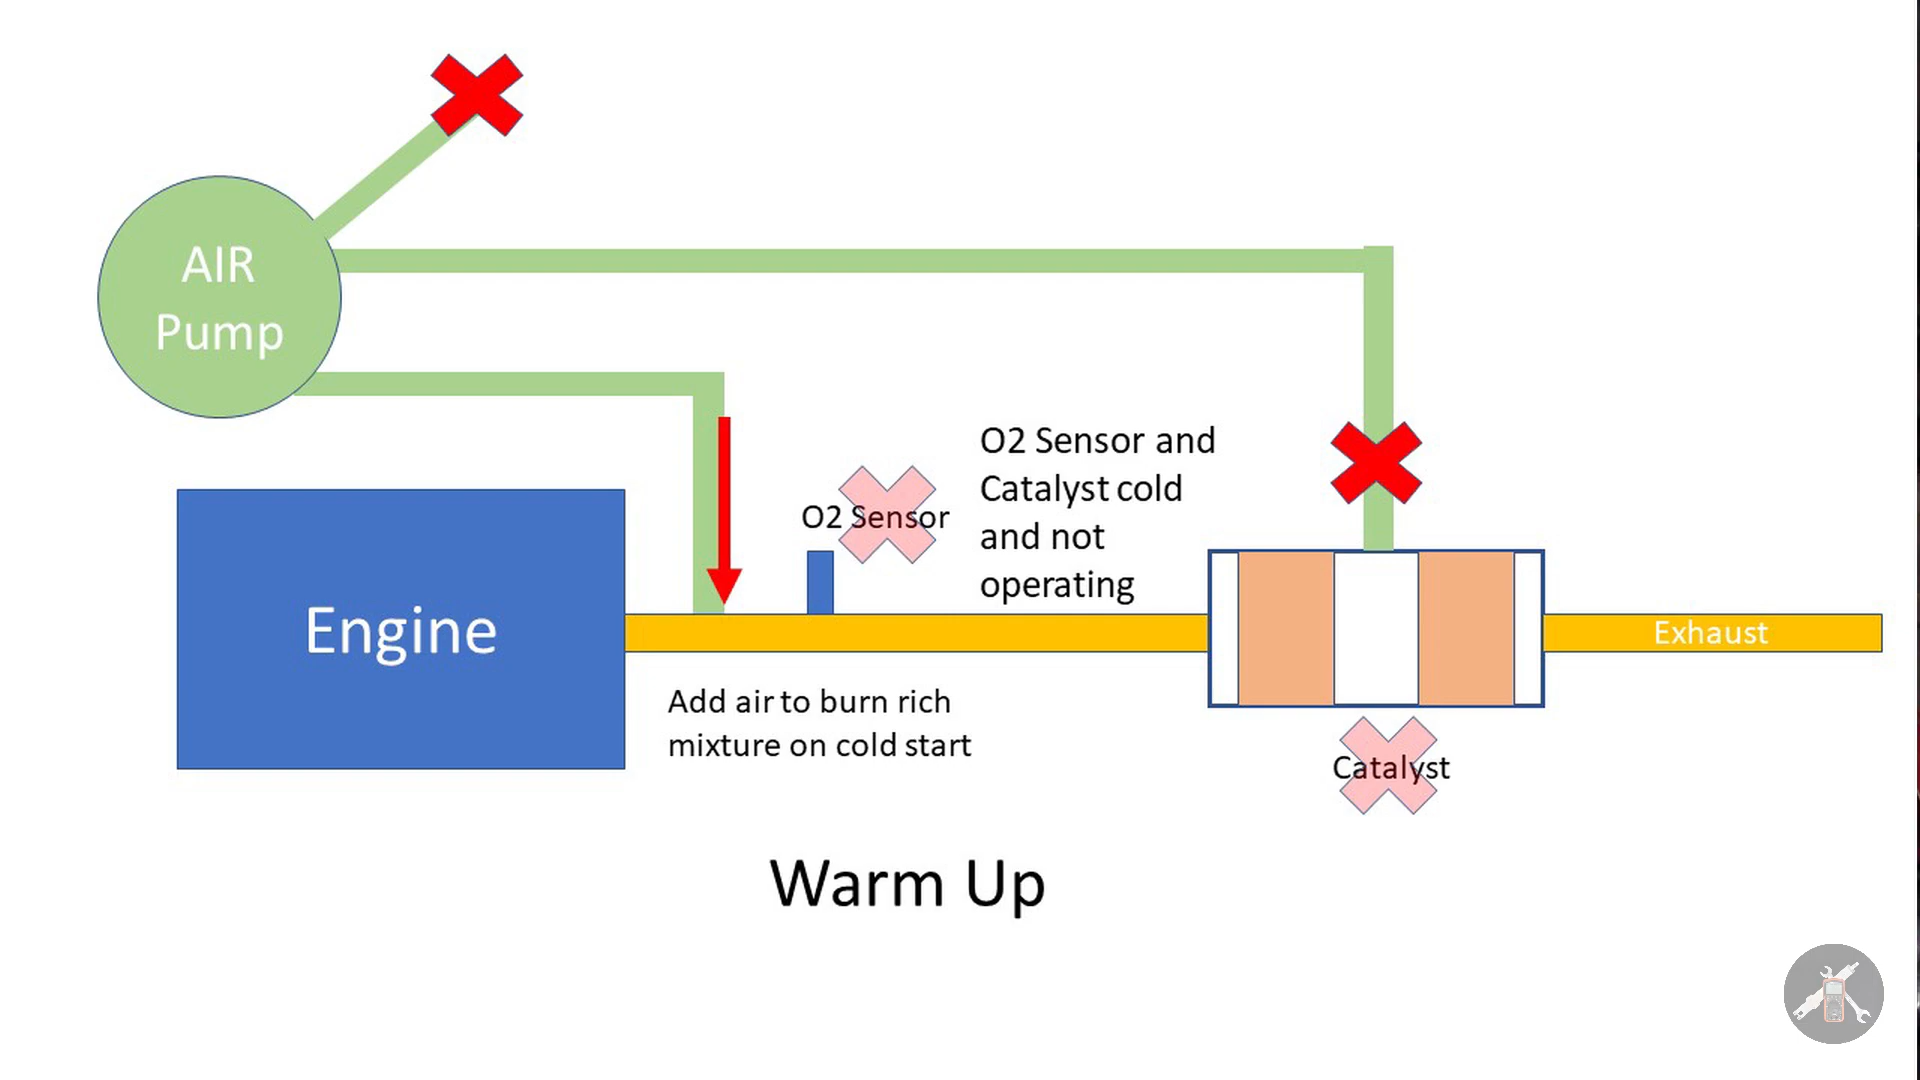 AIR
Pump
O2 Sensor and
Catalyst cold
and not
operating
O2 Sensor
Engine
Exhaust
Add air to burn rich
mixture on cold start
Catalyst
Warm Up